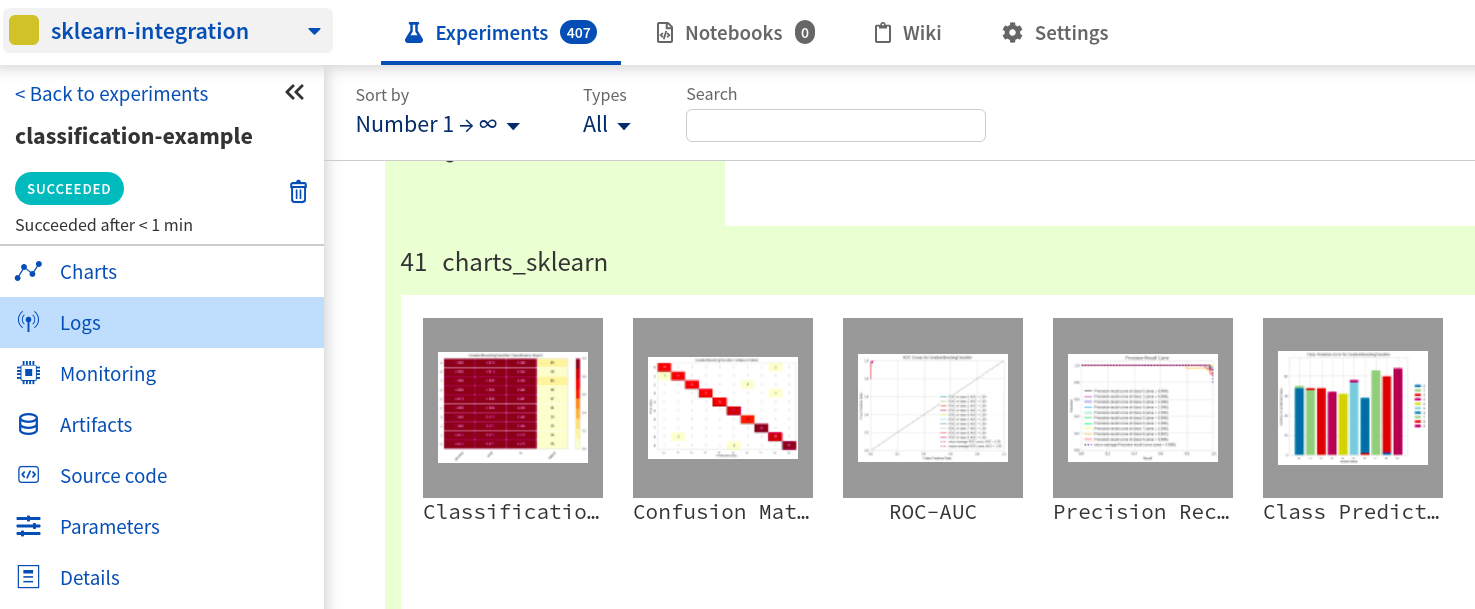 sklearn-integration
Experiments 407
Notebooks 0
Wiki
Settings
< Back to experiments
classification-example
SUCCEEDED
Succeeded after < 1 min
Charts
Logs
Monitoring
Artifacts
Source code
Parameters
Details
Sort by
Number 1 → ∞
Types
All
Search
41 charts_sklearn
Classificatio…
Confusion Mat…
ROC-AUC
Precision Rec…
Class Predict…